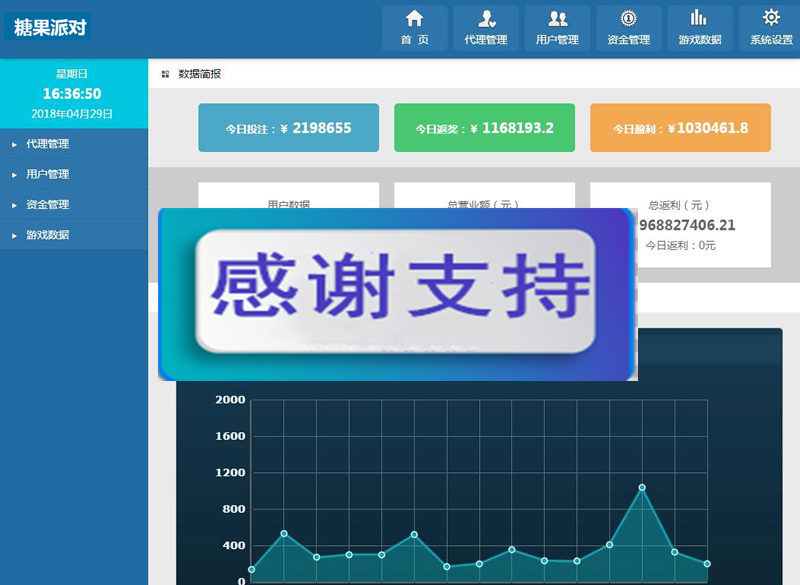 糖果派对
首 页
代理管理
用户管理
资金管理
游戏数据
系统设置
星期日
16:36:50
2018年04月29日
代理管理
用户管理
资金管理
游戏数据
数据简报
今日投注：¥ 2198655
今日返奖：¥ 1168193.2
今日盈利：¥1030461.8
用户数据
总营业额（元）
总返利（元）
968827406.21
今日返利：0元
感谢支持
2000
1600
1200
800
400
0